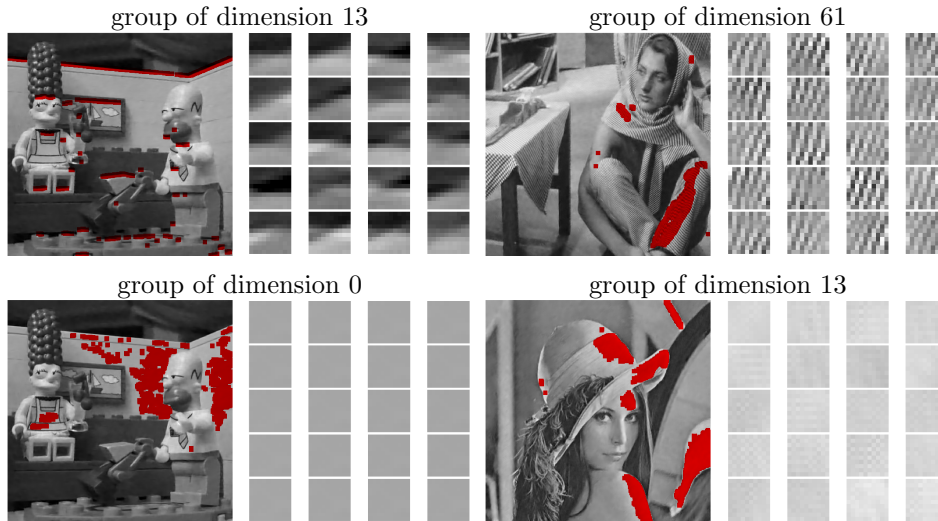 group of dimension 13
group of dimension 61
group of dimension 0
group of dimension 13